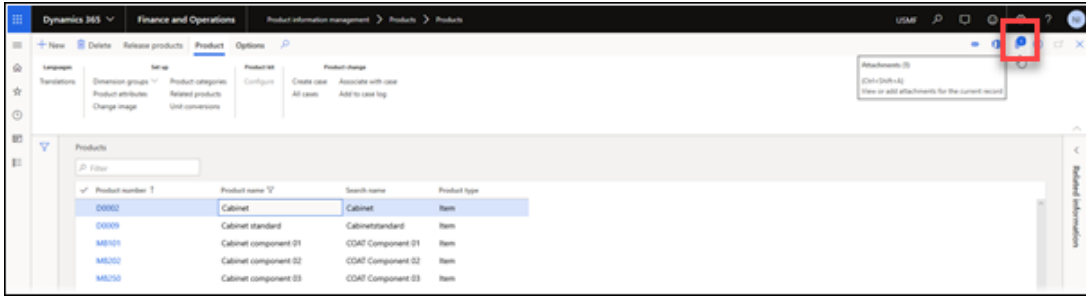 Dynamics 365 Finance and Operations Product information management > Products > Products USMF ? NI
+ New Delete Release products Product Options
Languages Set up Product kit Product change
Translations Dimension groups Product categories Configure Create case Associate with case
Product attributes Related products All cases Add to case log
Change image Unit conversions
Attachments (1)
(Ctrl+Shift+A)
View or add attachments for the current record
Products
Filter
Product number ↑ Product name Search name Product type
D0002 Cabinet Cabinet Item
D0009 Cabinet standard Cabinetstandard Item
MB101 Cabinet component 01 COAT Component 01 Item
MB202 Cabinet component 02 COAT Component 02 Item
MB250 Cabinet component 03 COAT Component 03 Item
Related information